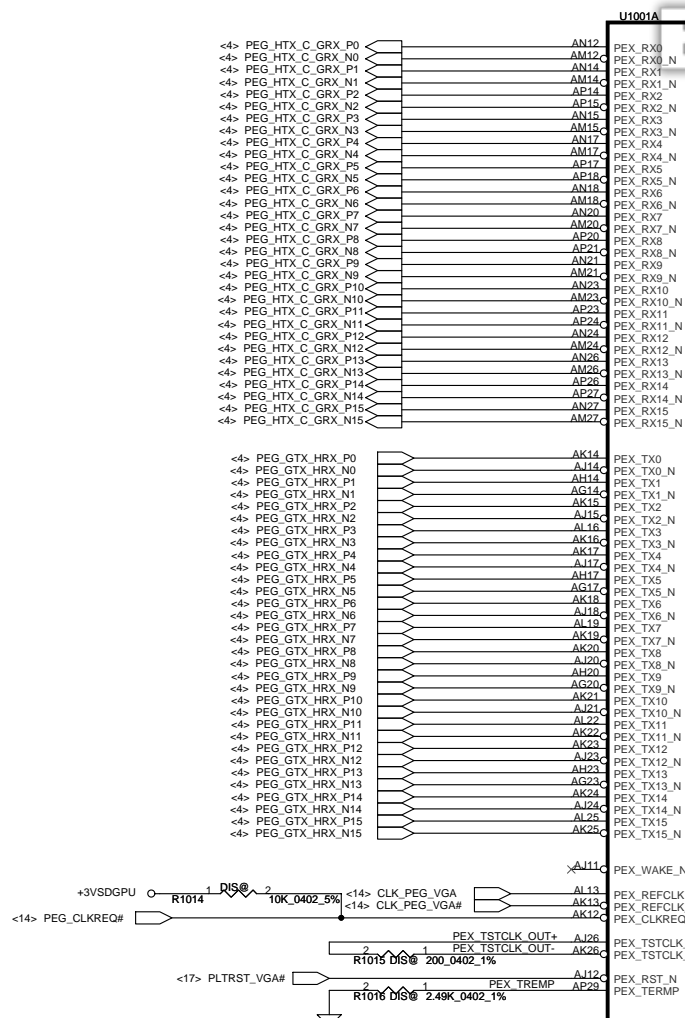 U1001A
<4> PEG_HTX_C_GRX_P0 AN12 PEX_RX0
<4> PEG_HTX_C_GRX_N0 AM12 PEX_RX0_N
<4> PEG_HTX_C_GRX_P1 AN14 PEX_RX1
<4> PEG_HTX_C_GRX_N1 AM14 PEX_RX1_N
<4> PEG_HTX_C_GRX_P2 AP14 PEX_RX2
<4> PEG_HTX_C_GRX_N2 AP15 PEX_RX2_N
<4> PEG_HTX_C_GRX_P3 AN15 PEX_RX3
<4> PEG_HTX_C_GRX_N3 AM15 PEX_RX3_N
<4> PEG_HTX_C_GRX_P4 AN17 PEX_RX4
<4> PEG_HTX_C_GRX_N4 AM17 PEX_RX4_N
<4> PEG_HTX_C_GRX_P5 AP17 PEX_RX5
<4> PEG_HTX_C_GRX_N5 AP18 PEX_RX5_N
<4> PEG_HTX_C_GRX_P6 AN18 PEX_RX6
<4> PEG_HTX_C_GRX_N6 AM18 PEX_RX6_N
<4> PEG_HTX_C_GRX_P7 AN20 PEX_RX7
<4> PEG_HTX_C_GRX_N7 AM20 PEX_RX7_N
<4> PEG_HTX_C_GRX_P8 AP20 PEX_RX8
<4> PEG_HTX_C_GRX_N8 AP21 PEX_RX8_N
<4> PEG_HTX_C_GRX_P9 AN21 PEX_RX9
<4> PEG_HTX_C_GRX_N9 AM21 PEX_RX9_N
<4> PEG_HTX_C_GRX_P10 AN23 PEX_RX10
<4> PEG_HTX_C_GRX_N10 AM23 PEX_RX10_N
<4> PEG_HTX_C_GRX_P11 AP23 PEX_RX11
<4> PEG_HTX_C_GRX_N11 AP24 PEX_RX11_N
<4> PEG_HTX_C_GRX_P12 AN24 PEX_RX12
<4> PEG_HTX_C_GRX_N12 AM24 PEX_RX12_N
<4> PEG_HTX_C_GRX_P13 AN26 PEX_RX13
<4> PEG_HTX_C_GRX_N13 AM26 PEX_RX13_N
<4> PEG_HTX_C_GRX_P14 AP26 PEX_RX14
<4> PEG_HTX_C_GRX_N14 AP27 PEX_RX14_N
<4> PEG_HTX_C_GRX_P15 AN27 PEX_RX15
<4> PEG_HTX_C_GRX_N15 AM27 PEX_RX15_N
<4> PEG_GTX_HRX_P0 AK14 PEX_TX0
<4> PEG_GTX_HRX_N0 AJ14 PEX_TX0_N
<4> PEG_GTX_HRX_P1 AH14 PEX_TX1
<4> PEG_GTX_HRX_N1 AG14 PEX_TX1_N
<4> PEG_GTX_HRX_P2 AK15 PEX_TX2
<4> PEG_GTX_HRX_N2 AJ15 PEX_TX2_N
<4> PEG_GTX_HRX_P3 AL16 PEX_TX3
<4> PEG_GTX_HRX_N3 AK16 PEX_TX3_N
<4> PEG_GTX_HRX_P4 AK17 PEX_TX4
<4> PEG_GTX_HRX_N4 AJ17 PEX_TX4_N
<4> PEG_GTX_HRX_P5 AH17 PEX_TX5
<4> PEG_GTX_HRX_N5 AG17 PEX_TX5_N
<4> PEG_GTX_HRX_P6 AK18 PEX_TX6
<4> PEG_GTX_HRX_N6 AJ18 PEX_TX6_N
<4> PEG_GTX_HRX_P7 AL19 PEX_TX7
<4> PEG_GTX_HRX_N7 AK19 PEX_TX7_N
<4> PEG_GTX_HRX_P8 AK20 PEX_TX8
<4> PEG_GTX_HRX_N8 AJ20 PEX_TX8_N
<4> PEG_GTX_HRX_P9 AH20 PEX_TX9
<4> PEG_GTX_HRX_N9 AG20 PEX_TX9_N
<4> PEG_GTX_HRX_P10 AK21 PEX_TX10
<4> PEG_GTX_HRX_N10 AJ21 PEX_TX10_N
<4> PEG_GTX_HRX_P11 AL22 PEX_TX11
<4> PEG_GTX_HRX_N11 AK22 PEX_TX11_N
<4> PEG_GTX_HRX_P12 AK23 PEX_TX12
<4> PEG_GTX_HRX_N12 AJ23 PEX_TX12_N
<4> PEG_GTX_HRX_P13 AH23 PEX_TX13
<4> PEG_GTX_HRX_N13 AG23 PEX_TX13_N
<4> PEG_GTX_HRX_P14 AK24 PEX_TX14
<4> PEG_GTX_HRX_N14 AJ24 PEX_TX14_N
<4> PEG_GTX_HRX_P15 AL25 PEX_TX15
<4> PEG_GTX_HRX_N15 AK25 PEX_TX15_N
AJ11 PEX_WAKE_N
+3VSDGPU 1 DIS@ 2 <14> CLK_PEG_VGA AL13 PEX_REFCLK
R1014 10K_0402_5% <14> CLK_PEG_VGA# AK13 PEX_REFCLK
<14> PEG_CLKREQ# AK12 PEX_CLKREQ
PEX_TSTCLK_OUT+ AJ26 PEX_TSTCLK_
2 1 PEX_TSTCLK_OUT- AK26 PEX_TSTCLK_
R1015 DIS@ 200_0402_1%
<17> PLTRST_VGA# AJ12 PEX_RST_N
2 1 PEX_TREMP AP29 PEX_TERMP
R1016 DIS@ 2.49K_0402_1%